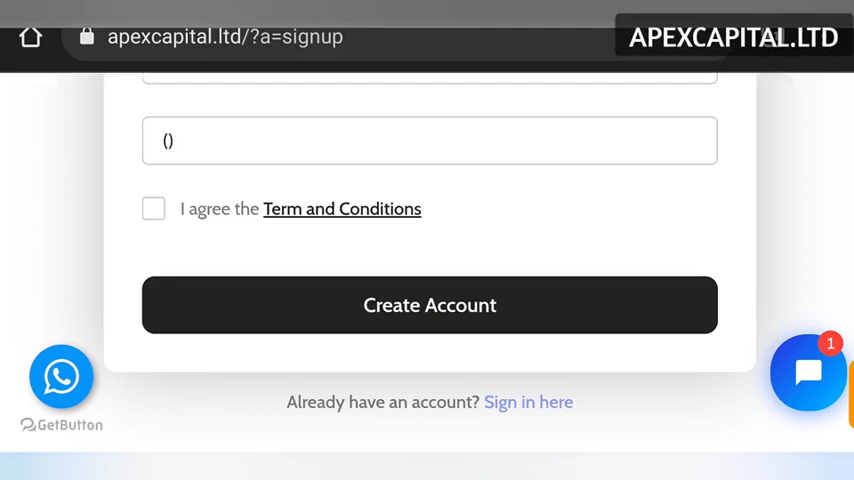 apexcapital.ltd/?a=signup
APEXCAPITAL.LTD
()
I agree the Term and Conditions
Create Account
1
Already have an account? Sign in here
GetButton